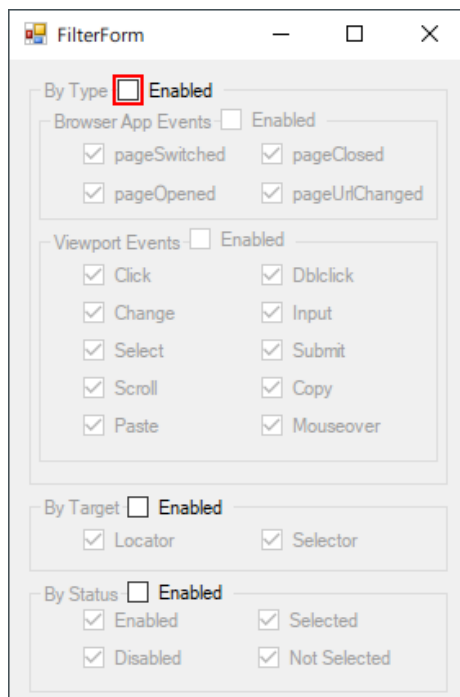 FilterForm
By Type Enabled
Browser App Events Enabled
pageSwitched pageClosed
pageOpened pageUrlChanged
Viewport Events Enabled
Click Dblclick
Change Input
Select Submit
Scroll Copy
Paste Mouseover
By Target Enabled
Locator Selector
By Status Enabled
Enabled Selected
Disabled Not Selected